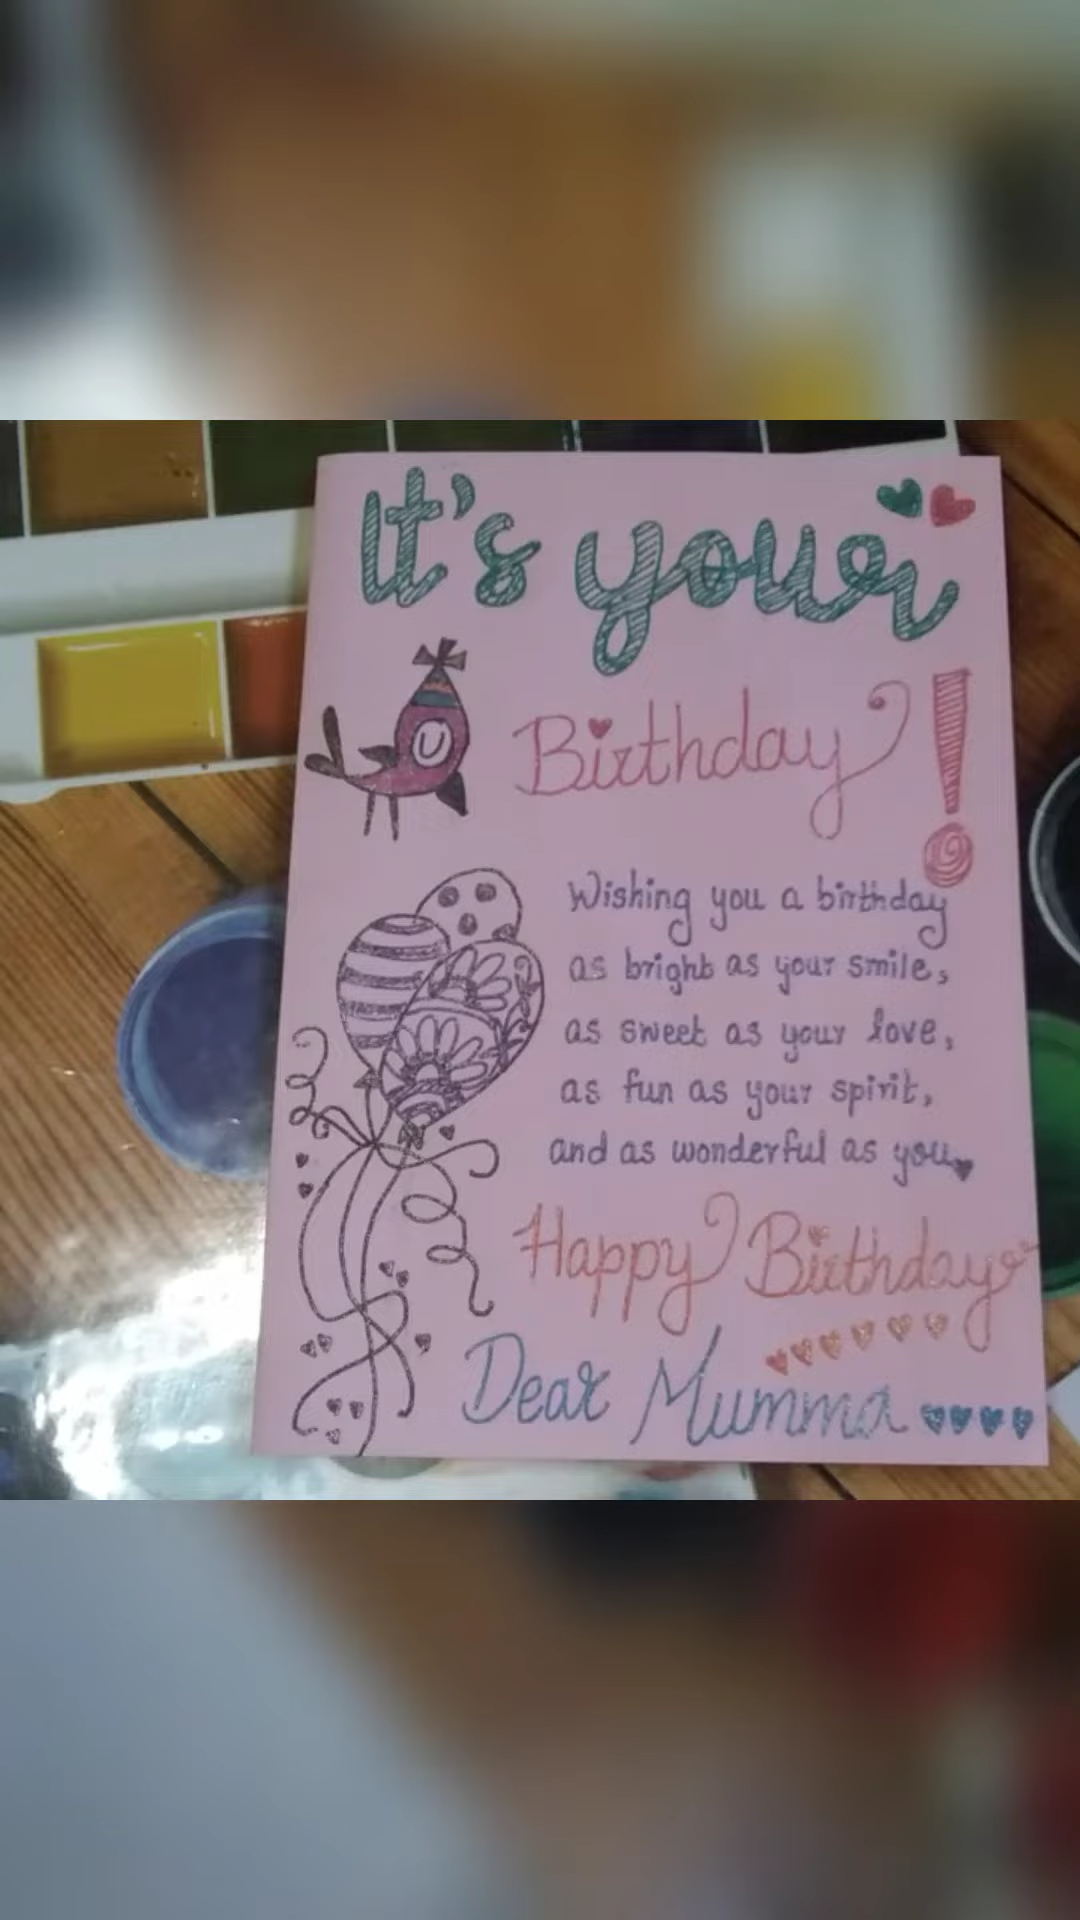 It's your
Birthday!
Wishing you a birthday
as bright as your smile,
as sweet as your love,
as fun as your spirit,
and as wonderful as you
Happy Birthday
Dear Mumma